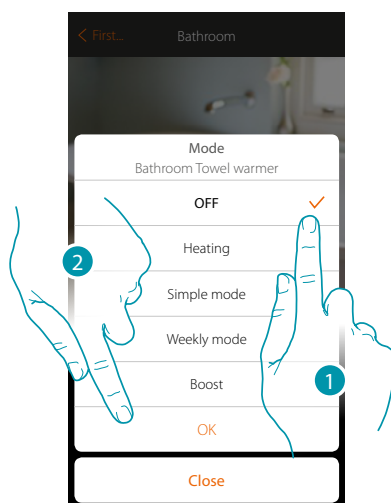 First... Bathroom
Mode
Bathroom Towel warmer
OFF
Heating
2
Simple mode
Weekly mode
Boost
1
OK
Close